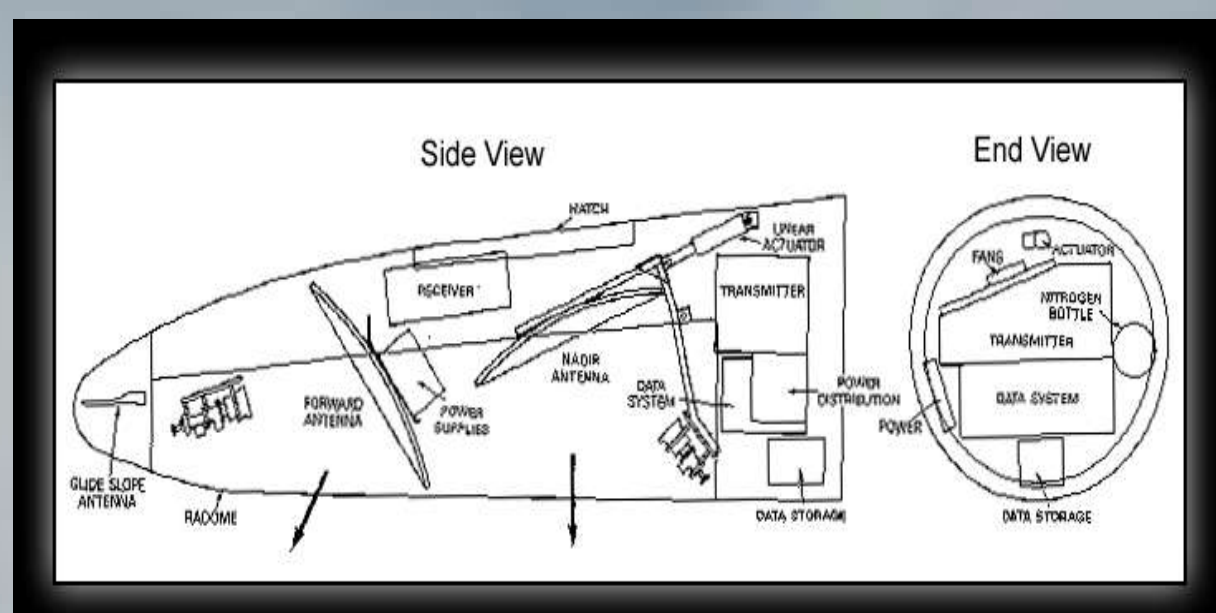 Side View
End View
HATCH
LINEAR
ACTUATOR
RECEIVER
TRANSMITTER
NADIR
ANTENNA
FORWARD
ANTENNA
POWER
SUPPLIES
DATA
SYSTEM
POWER
DISTRIBUTION
GLIDE SLOPE
ANTENNA
RADOME
DATA STORAGE
ACTUATOR
FANS
NITROGEN
BOTTLE
TRANSMITTER
DATA SYSTEM
POWER
DATA STORAGE